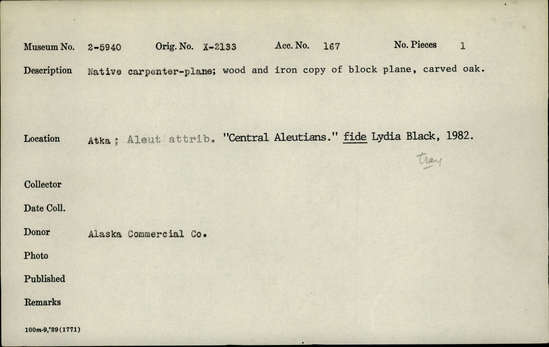 Museum No. 2-5940 Orig. No. X-2133 Acc. No. 167 No. Pieces 1
Description Native carpenter-plane; wood and iron copy of block plane, carved oak.
Location Atka; Aleut attrib. "Central Aleutians." fide Lydia Black, 1982.
tray
Collector
Date Coll.
Donor Alaska Commercial Co.
Photo
Published
Remarks
100m-9,'89(1771)